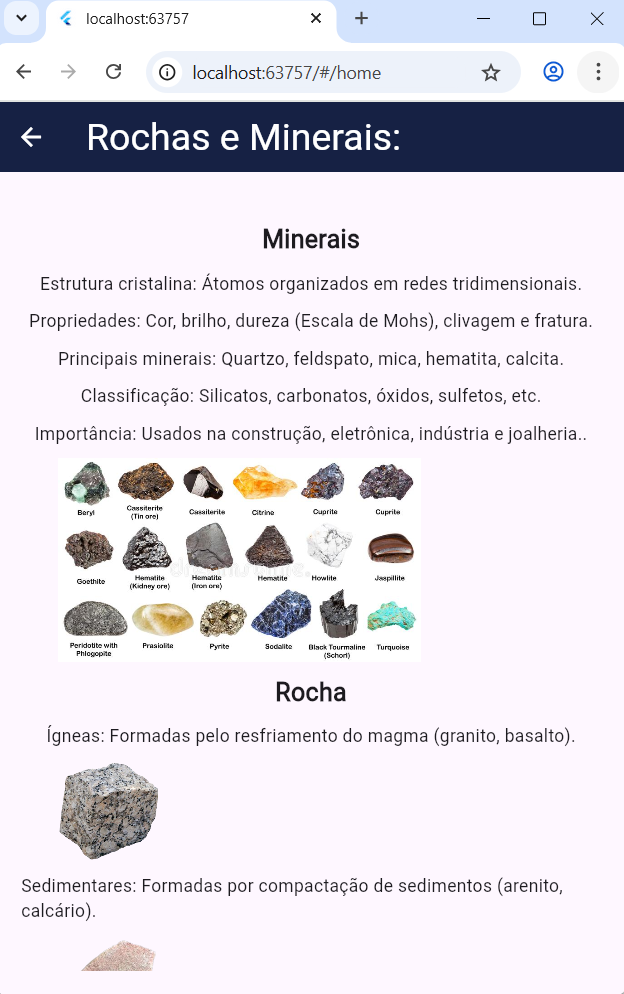 localhost:63757
localhost:63757/#/home
Rochas e Minerais:
Minerais
Estrutura cristalina: Átomos organizados em redes tridimensionais.
Propriedades: Cor, brilho, dureza (Escala de Mohs), clivagem e fratura.
Principais minerais: Quartzo, feldspato, mica, hematita, calcita.
Classificação: Silicatos, carbonatos, óxidos, sulfetos, etc.
Importância: Usados na construção, eletrônica, indústria e joalheria..
Beryl
Cassiterite
(Tin ore)
Cassiterite
Citrine
Cuprite
Cuprite
Goethite
Hematite
(Kidney ore)
Hematite
(Iron ore)
Hematite
Howlite
Jaspillite
Peridotite with
Phlogopite
Prasiolite
Pyrite
Sodalite
Black Tourmaline
(Schorl)
Turquoise
Rocha
Ígneas: Formadas pelo resfriamento do magma (granito, basalto).
Sedimentares: Formadas por compactação de sedimentos (arenito,
calcário).